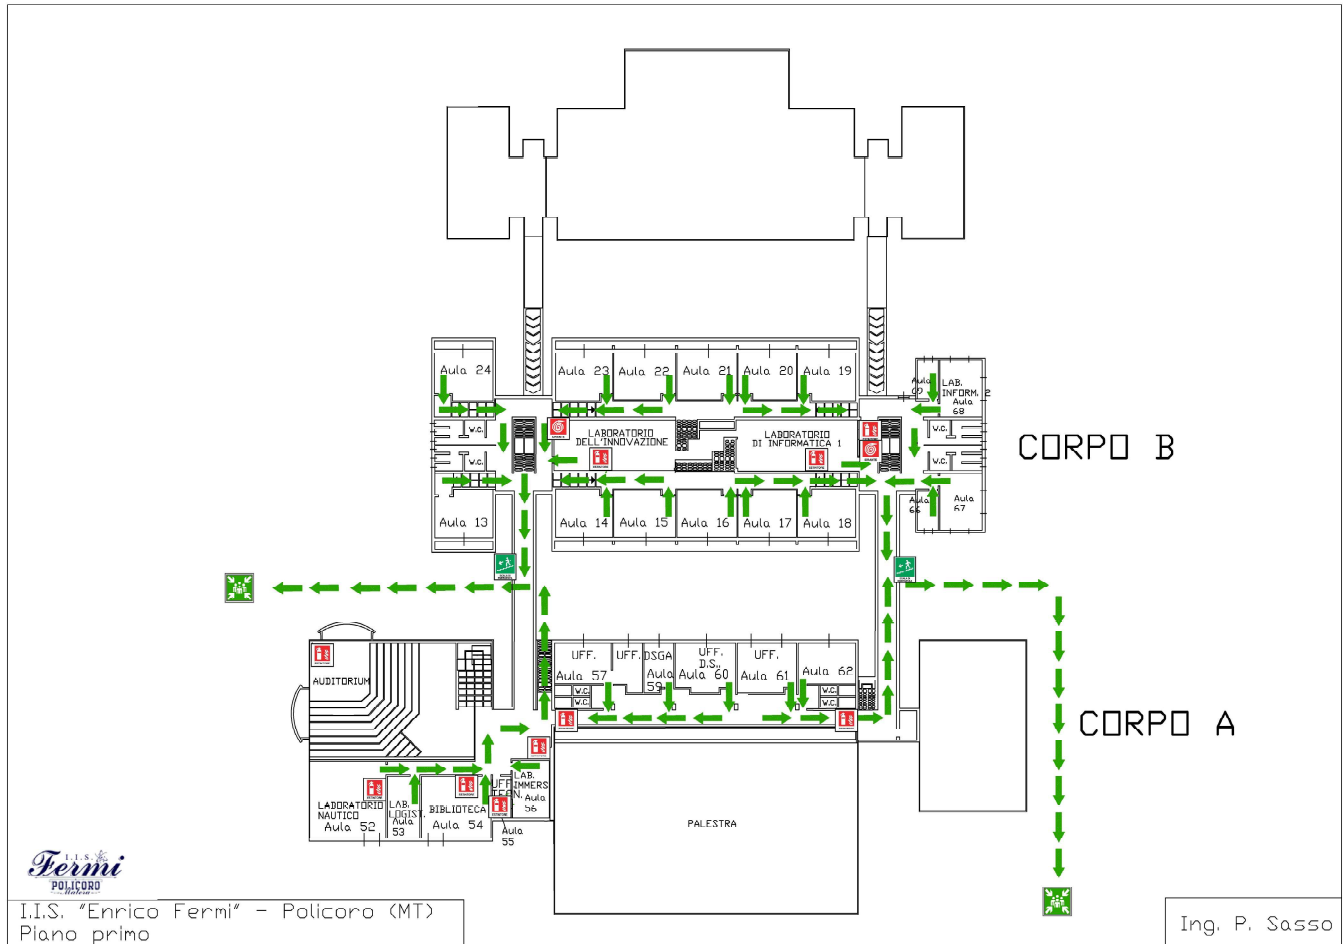 Aula 24
Aula 23
Aula 22
Aula 21
Aula 20
Aula 19
Aula
LAB.
INFORM. 2
Aula
68
W.C.
W.C.
LABORATORIO
DELL'INNOVAZIONE
LABORATORIO
DI INFORMATICA 1
W.C.
W.C.
CORPO B
Aula 13
Aula 14
Aula 15
Aula 16
Aula 17
Aula 18
Aula
66
Aula
67
UFF.
Aula 57
UFF.
DSGA
Aula
59
UFF.
D.S..
Aula 60
UFF.
Aula 61
Aula 62
W.C.
W.C.
W.C.
W.C.
AUDITORIUM
CORPO A
LABORATORIO
NAUTICO
Aula 52
LAB.
LOGIST.
Aula
53
BIBLIOTECA
Aula 54
UFF.
TECN.
Aula
55
LAB.
IMMERS
Aula
56
PALESTRA
I.I.S.
Fermi
POLICORO
Matera
I.I.S. "Enrico Fermi" - Policoro (MT)
Piano primo
Ing. P. Sasso